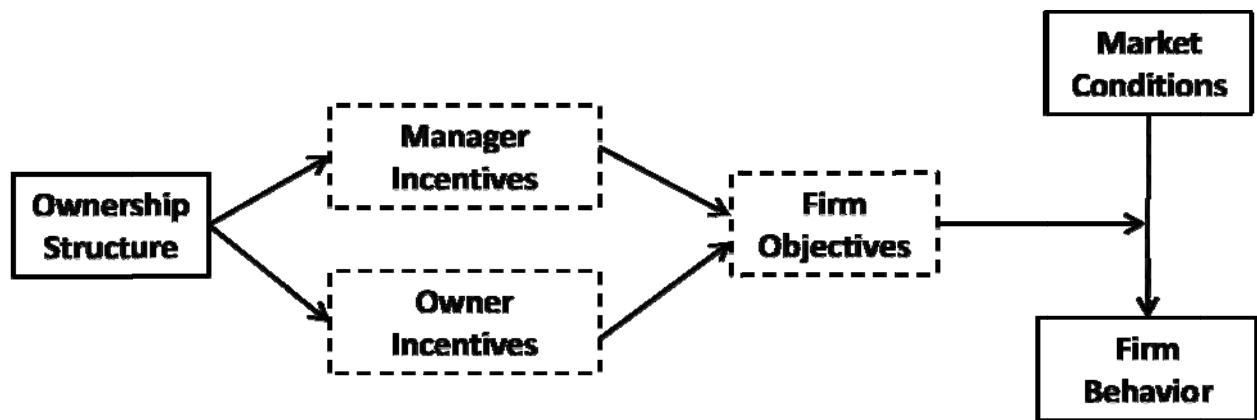 Market
Conditions
Manager
Incentives
Ownership
Structure
Firm
Objectives
Owner
Incentives
Firm
Behavior